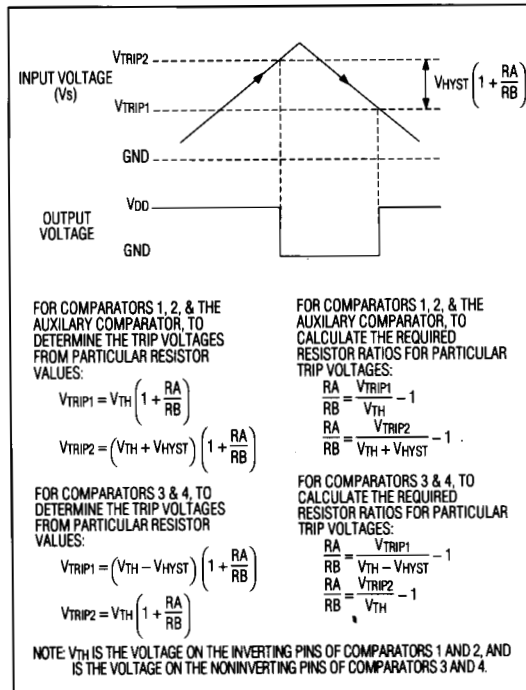 VTRIP2
INPUT VOLTAGE
(Vs)
VHYST (1 + RA/RB)
VTRIP1
GND
VDD
OUTPUT
VOLTAGE
GND
FOR COMPARATORS 1, 2, & THE
AUXILARY COMPARATOR, TO
DETERMINE THE TRIP VOLTAGES
FROM PARTICULAR RESISTOR
VALUES:
VTRIP1 = VTH (1 + RA/RB)
VTRIP2 = (VTH + VHYST) (1 + RA/RB)
FOR COMPARATORS 3 & 4, TO
DETERMINE THE TRIP VOLTAGES
FROM PARTICULAR RESISTOR
VALUES:
VTRIP1 = (VTH – VHYST) (1 + RA/RB)
VTRIP2 = VTH (1 + RA/RB)
FOR COMPARATORS 1, 2, & THE
AUXILARY COMPARATOR, TO
CALCULATE THE REQUIRED
RESISTOR RATIOS FOR PARTICULAR
TRIP VOLTAGES:
RA/RB = VTRIP1/VTH – 1
RA/RB = VTRIP2/(VTH + VHYST) – 1
FOR COMPARATORS 3 & 4, TO
CALCULATE THE REQUIRED
RESISTOR RATIOS FOR PARTICULAR
TRIP VOLTAGES:
RA/RB = VTRIP1/(VTH – VHYST) – 1
RA/RB = VTRIP2/VTH – 1
NOTE: VTH IS THE VOLTAGE ON THE INVERTING PINS OF COMPARATORS 1 AND 2, AND
IS THE VOLTAGE ON THE NONINVERTING PINS OF COMPARATORS 3 AND 4.